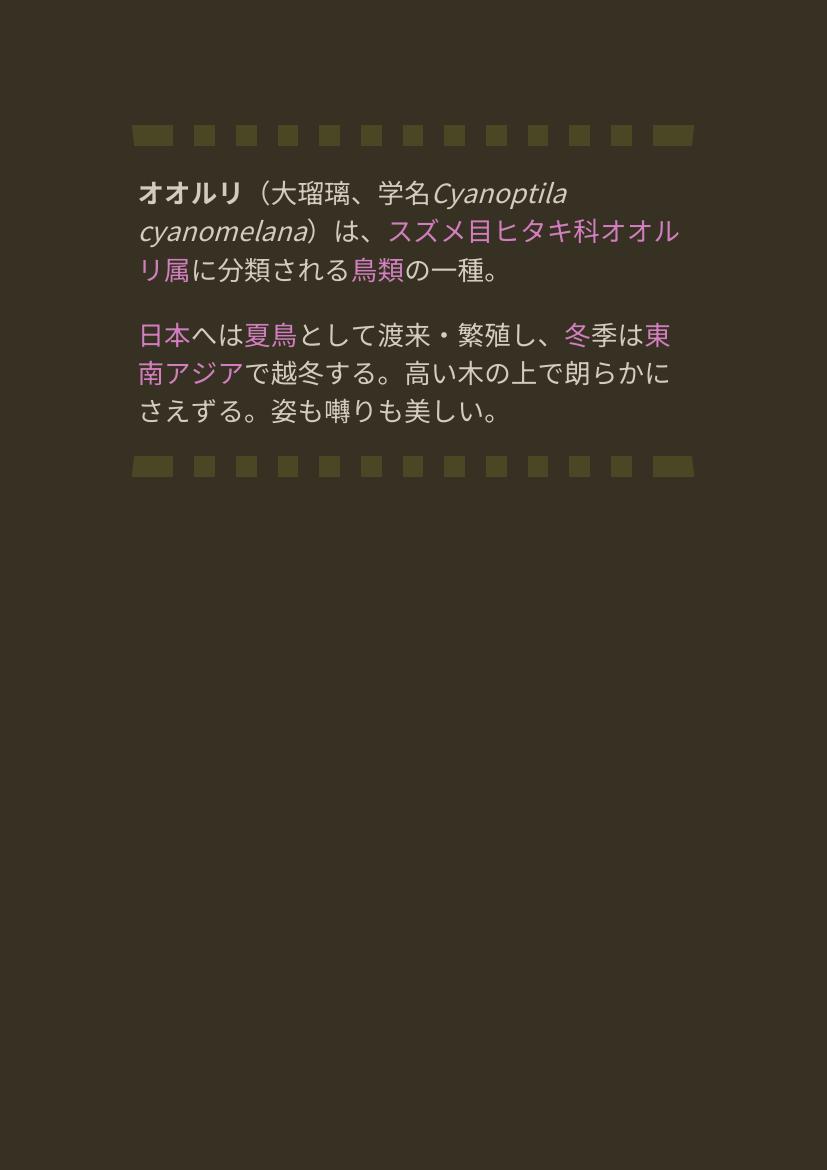 オオルリ（大瑠璃、学名Cyanoptila
cyanomelana）は、スズメ目ヒタキ科オオル
リ属に分類される鳥類の一種。
日本へは夏鳥として渡来・繁殖し、冬季は東
南アジアで越冬する。高い木の上で朗らかに
さえずる。姿も囀りも美しい。